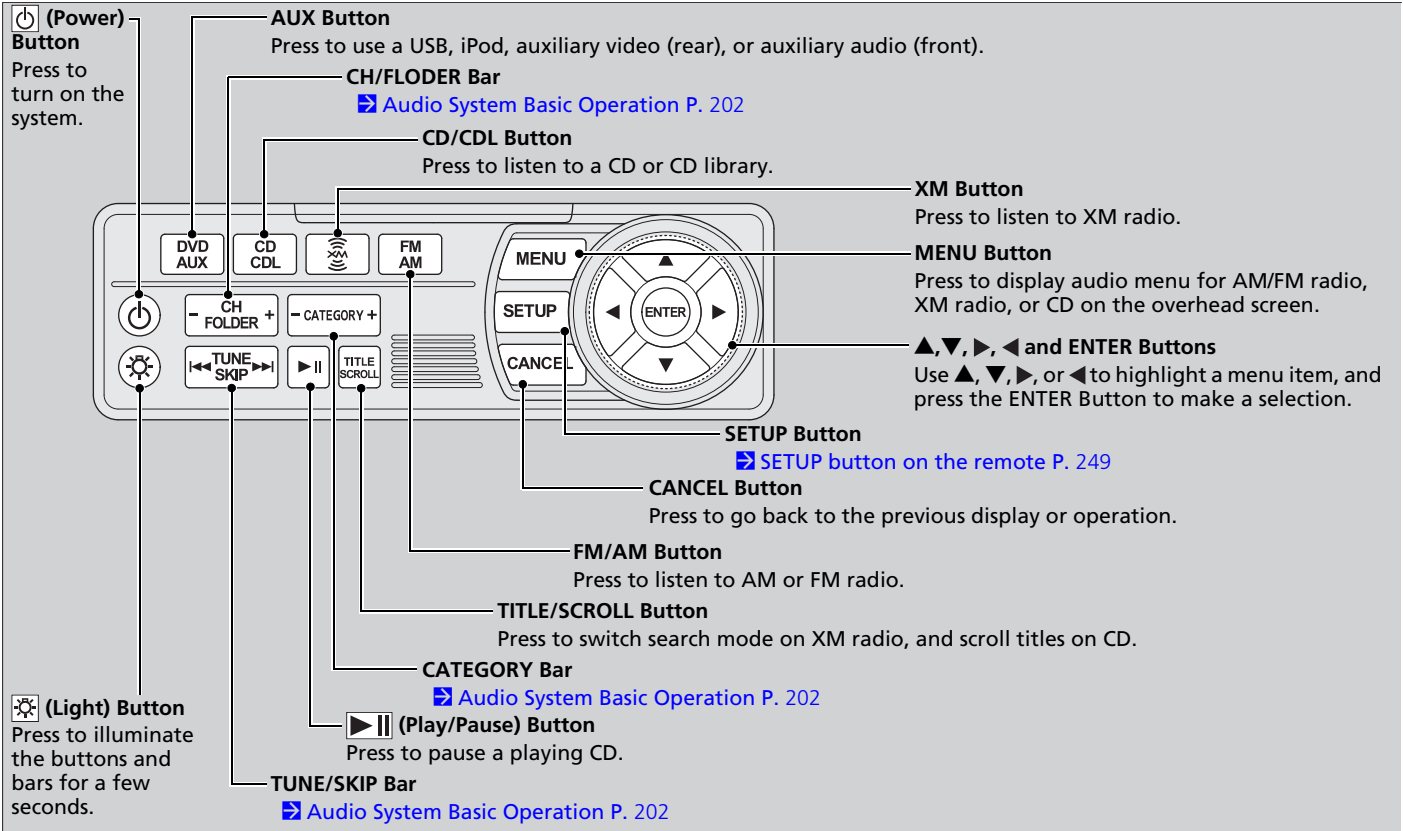 (Power)
Button
Press to
turn on the
system.
AUX Button
Press to use a USB, iPod, auxiliary video (rear), or auxiliary audio (front).
CH/FLODER Bar
Audio System Basic Operation P. 202
CD/CDL Button
Press to listen to a CD or CD library.
XM Button
Press to listen to XM radio.
MENU Button
Press to display audio menu for AM/FM radio,
XM radio, or CD on the overhead screen.
▲,▼, ▶, ◀ and ENTER Buttons
Use ▲, ▼, ▶, or ◀ to highlight a menu item, and
press the ENTER Button to make a selection.
DVD
AUX
CD
CDL
XM
FM
AM
MENU
- CH +
FOLDER
- CATEGORY +
SETUP
ENTER
TUNE
SKIP
TITLE
SCROLL
CANCEL
SETUP Button
SETUP button on the remote P. 249
CANCEL Button
Press to go back to the previous display or operation.
FM/AM Button
Press to listen to AM or FM radio.
TITLE/SCROLL Button
Press to switch search mode on XM radio, and scroll titles on CD.
CATEGORY Bar
Audio System Basic Operation P. 202
(Play/Pause) Button
Press to pause a playing CD.
TUNE/SKIP Bar
Audio System Basic Operation P. 202
(Light) Button
Press to illuminate
the buttons and
bars for a few
seconds.